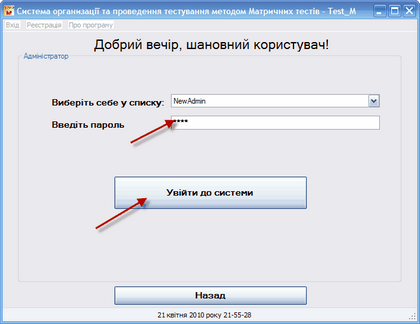 Система організації та проведення тестування методом Матричних тестів - Test_M
Вхід Реєстрація Про програму
Добрий вечір, шановний користувач!
Адміністратор
Виберіть себе у списку: NewAdmin
Введіть пароль ****
Увійти до системи
Назад
21 квітня 2010 року 21-55-28